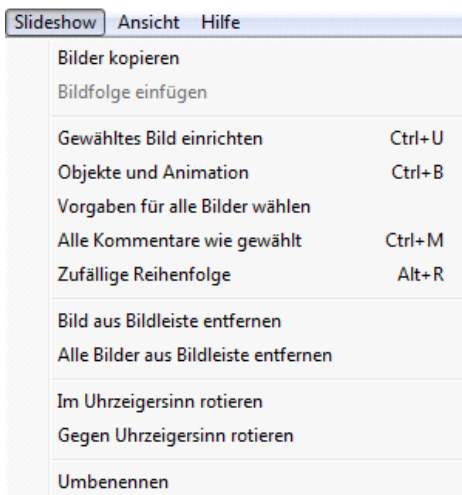 Slideshow Ansicht Hilfe
Bilder kopieren
Bildfolge einfügen
Gewähltes Bild einrichten Ctrl+U
Objekte und Animation Ctrl+B
Vorgaben für alle Bilder wählen
Alle Kommentare wie gewählt Ctrl+M
Zufällige Reihenfolge Alt+R
Bild aus Bildleiste entfernen
Alle Bilder aus Bildleiste entfernen
Im Uhrzeigersinn rotieren
Gegen Uhrzeigersinn rotieren
Umbenennen